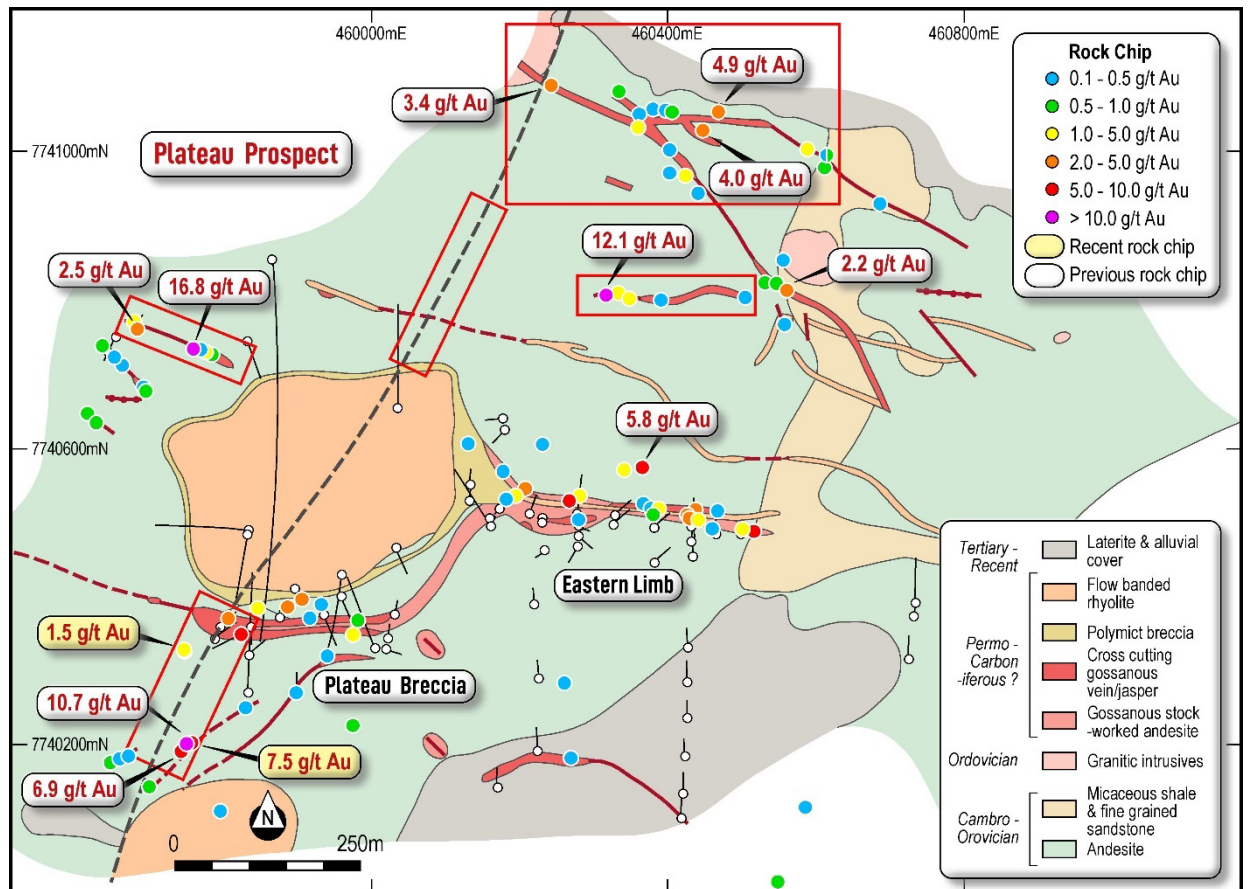 460000mE
460400mE
460800mE
7741000mN
7740600mN
7740200mN
Plateau Prospect
3.4 g/t Au
4.9 g/t Au
4.0 g/t Au
12.1 g/t Au
2.2 g/t Au
2.5 g/t Au
16.8 g/t Au
5.8 g/t Au
Eastern Limb
1.5 g/t Au
Plateau Breccia
10.7 g/t Au
7.5 g/t Au
6.9 g/t Au
N
0
250m
Rock Chip
0.1 - 0.5 g/t Au
0.5 - 1.0 g/t Au
1.0 - 5.0 g/t Au
2.0 - 5.0 g/t Au
5.0 - 10.0 g/t Au
> 10.0 g/t Au
Recent rock chip
Previous rock chip
Tertiary -
Recent
Laterite & alluvial
cover
Permo -
Carbon
-iferous ?
Flow banded
rhyolite
Polymict breccia
Cross cutting
gossanous
vein/jasper
Gossanous stock
-worked andesite
Ordovician
Granitic intrusives
Cambro -
Orovician
Micaceous shale
& fine grained
sandstone
Andesite